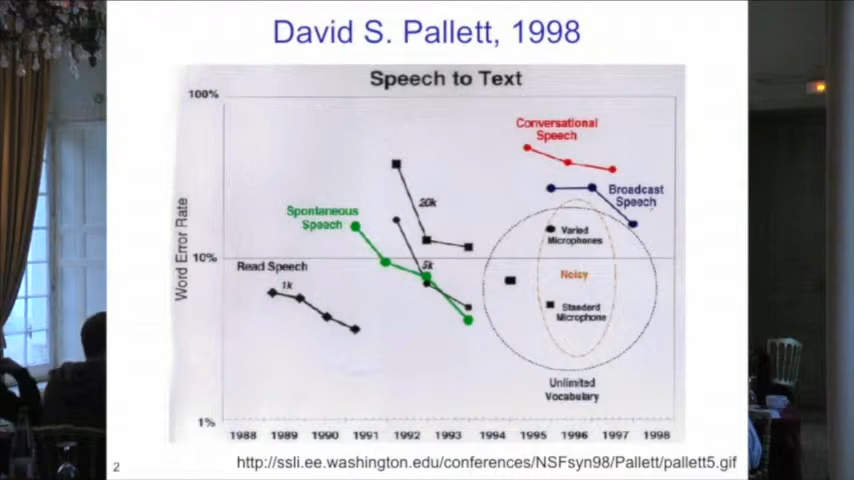 David S. Pallett, 1998
Speech to Text
100%
Conversational
Speech
Broadcast
Speech
20k
Spontaneous
Speech
Varied
Microphones
10%
5k
Read Speech
1k
Noisy
Standard
Microphone
Word Error Rate
Unlimited
Vocabulary
1%
1988 1989 1990 1991 1992 1993 1994 1995 1996 1997 1998
2
http://ssli.ee.washington.edu/conferences/NSFsyn98/Pallett/pallett5.gif